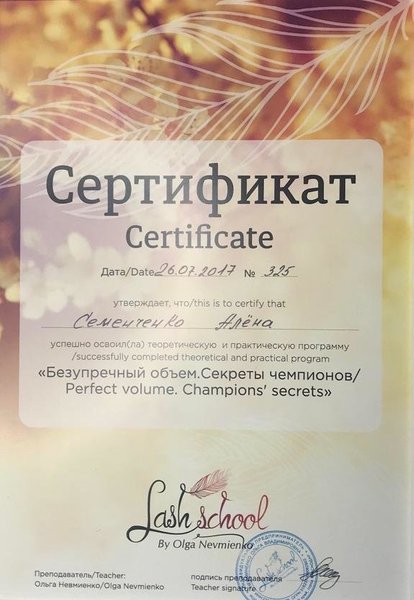 Сертификат
Certificate
Дата/Date 26.07.2017 № 325
утверждает, что/this is to certify that
Семенченко Алёна
успешно освоил(ла) теоретическую и практическую программу
/successfully completed theoretical and practical program
«Безупречный объем.Секреты чемпионов/
Perfect volume. Champions' secrets»
Lash school
By Olga Nevmienko
Преподаватель/Teacher:
Ольга Невмиенко/Olga Nevmienko
подпись преподавателя
Teacher signature